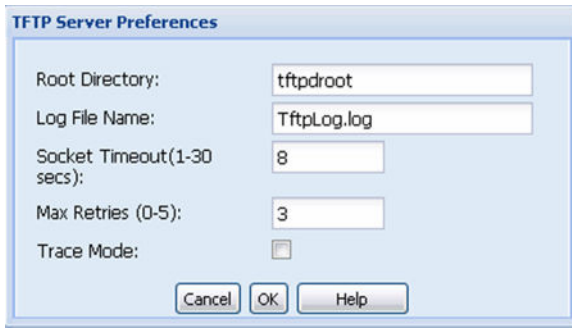 TFTP Server Preferences
Root Directory: tftpdroot
Log File Name: TftpLog.log
Socket Timeout(1-30 8
secs):
Max Retries (0-5): 3
Trace Mode:
Cancel OK Help